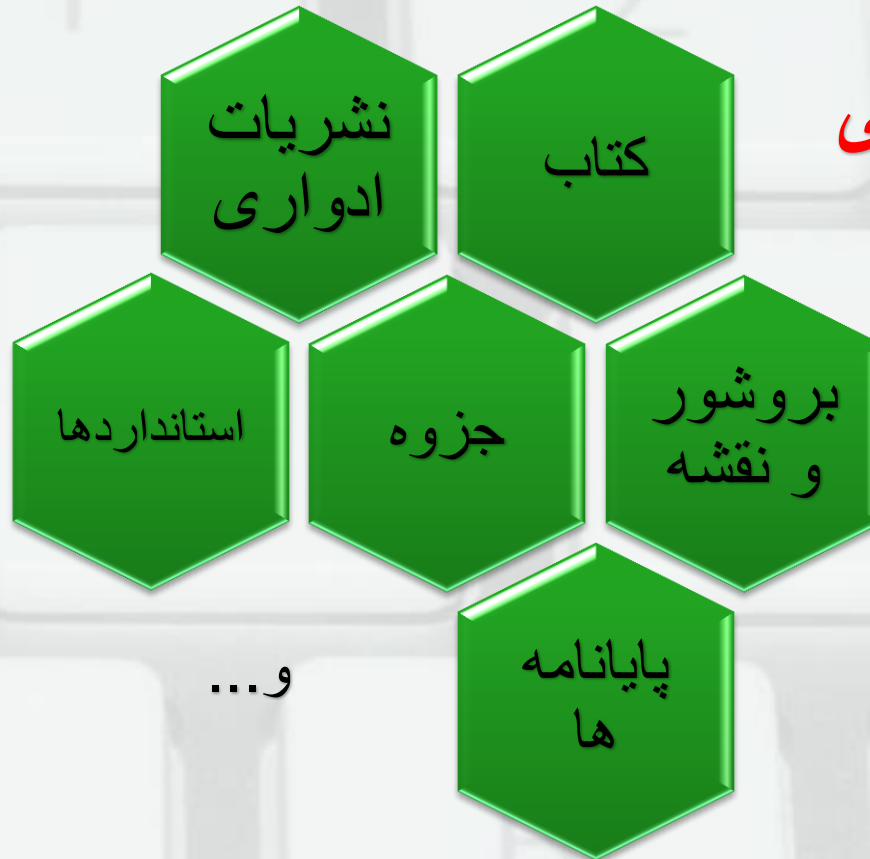 کتاب
نشریات
ادواری
بروشور
و نقشه
جزوه
استانداردها
پایانامه
ها
و...